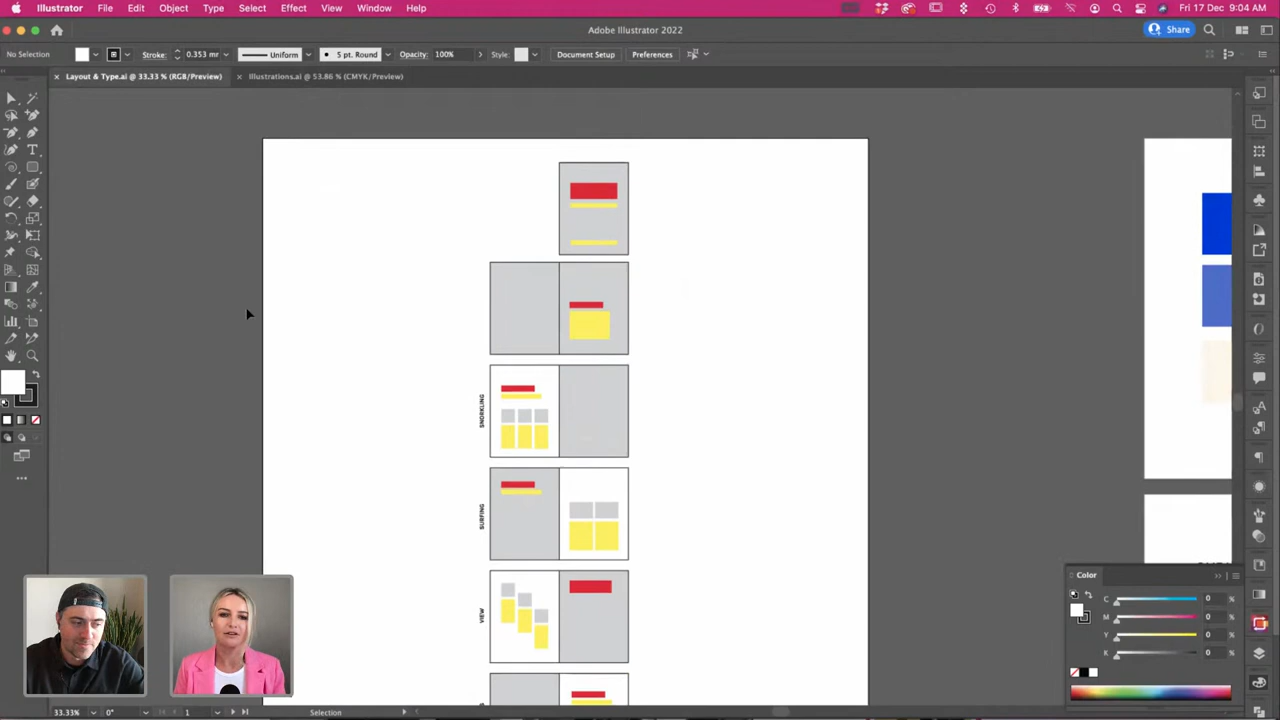 Illustrator File Edit Object Type Select Effect View Window Help Fri 17 Dec 9:04 AM
Adobe Illustrator 2022 Share
No Selection Stroke: 0.353 mr Uniform 5 pt. Round Opacity: 100% Style: Document Setup Preferences
× Layout & Type.ai @ 33.33 % (RGB/Preview) × Illustrations.ai @ 53.86 % (CMYK/Preview)
SNORKLING
SURFING
VIEW
Color
C 0 %
M 0 %
Y 0 %
K 0 %
33.33% 0° 1 Selection